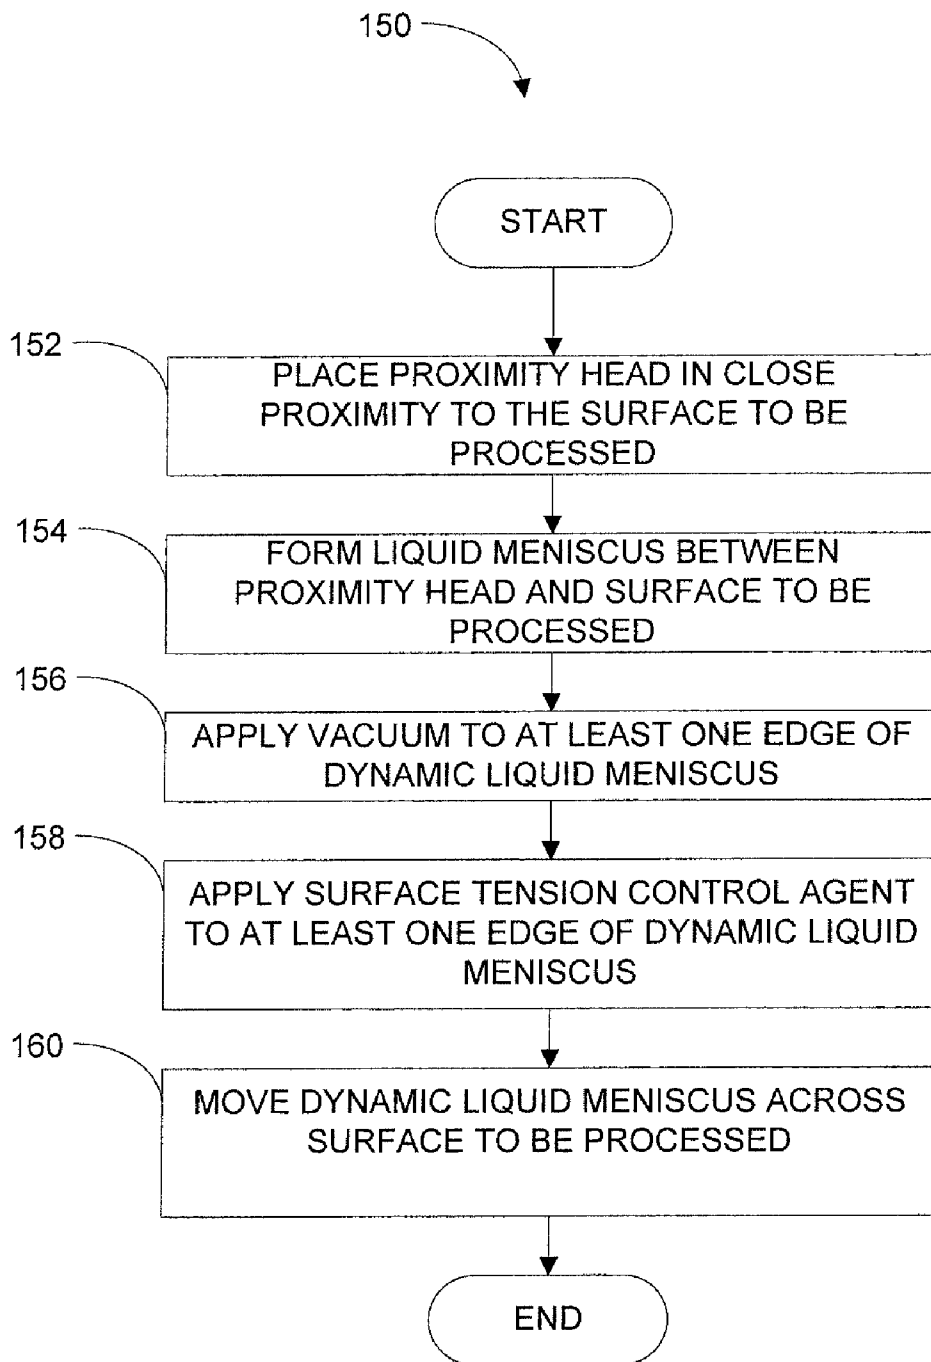 150
START
152
PLACE PROXIMITY HEAD IN CLOSE
PROXIMITY TO THE SURFACE TO BE
PROCESSED
154
FORM LIQUID MENISCUS BETWEEN
PROXIMITY HEAD AND SURFACE TO BE
PROCESSED
156
APPLY VACUUM TO AT LEAST ONE EDGE OF
DYNAMIC LIQUID MENISCUS
158
APPLY SURFACE TENSION CONTROL AGENT
TO AT LEAST ONE EDGE OF DYNAMIC LIQUID
MENISCUS
160
MOVE DYNAMIC LIQUID MENISCUS ACROSS
SURFACE TO BE PROCESSED
END